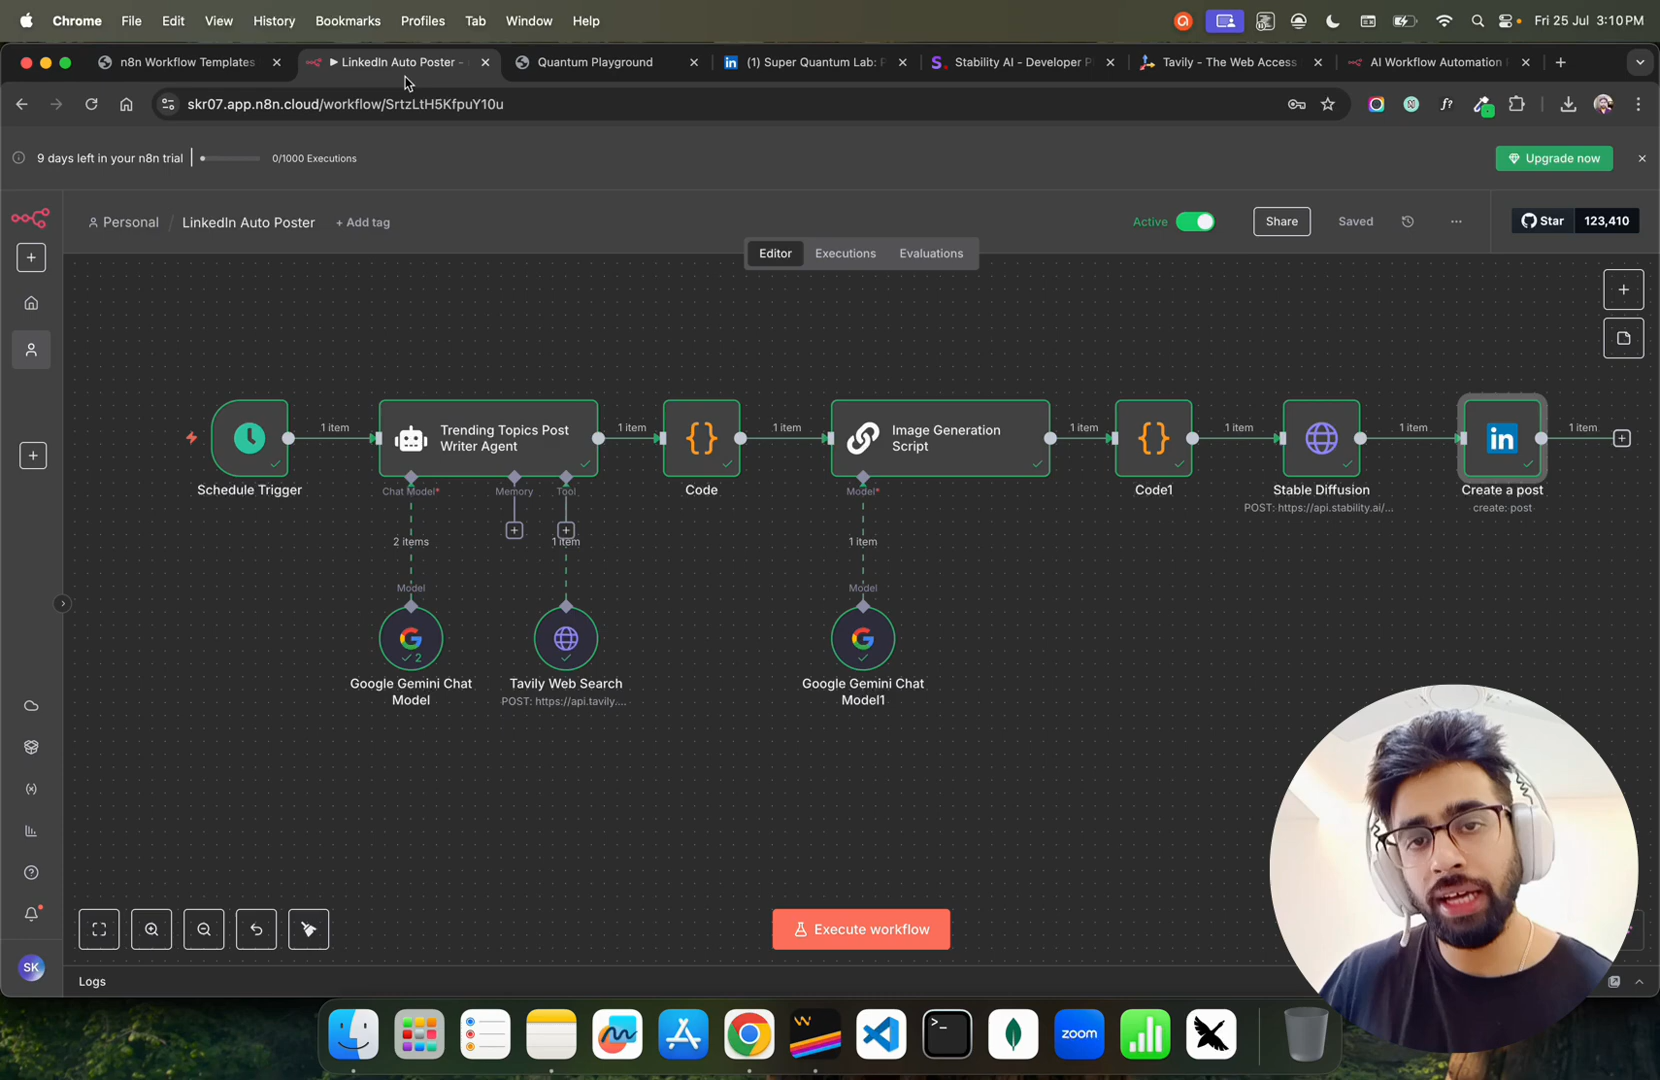 Chrome File Edit View History Bookmarks Profiles Tab Window Help Fri 25 Jul 3:10 PM
n8n Workflow Templates LinkedIn Auto Poster - Quantum Playground (1) Super Quantum Lab: P Stability AI - Developer P Tavily - The Web Access AI Workflow Automation
skr07.app.n8n.cloud/workflow/SrtzLtH5KfpuY10u
9 days left in your n8n trial 0/1000 Executions Upgrade now
Personal / LinkedIn Auto Poster + Add tag Active Share Saved Star 123,410
Editor Executions Evaluations
1 item 1 item 1 item 1 item 1 item 1 item 1 item
Trending Topics Post
Writer Agent
Image Generation
Script
Schedule Trigger Chat Model* Memory Tool Code Model* Code1 Stable Diffusion Create a post
POST: https://api.stability.ai/... create: post
2 items 1 item 1 item
Model Model
2
Google Gemini Chat
Model
Tavily Web Search
POST: https://api.tavily....
Google Gemini Chat
Model1
Execute workflow
SK
Logs
zoom